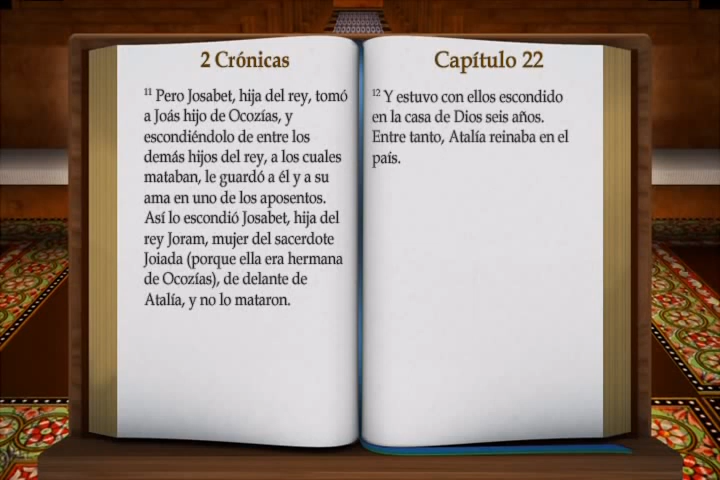 2 Crónicas
11 Pero Josabet, hija del rey, tomó
a Joás hijo de Ocozías, y
escondiéndolo de entre los
demás hijos del rey, a los cuales
mataban, le guardó a él y a su
ama en uno de los aposentos.
Así lo escondió Josabet, hija del
rey Joram, mujer del sacerdote
Joiada (porque ella era hermana
de Ocozías), de delante de
Atalía, y no lo mataron.
Capítulo 22
12 Y estuvo con ellos escondido
en la casa de Dios seis años.
Entre tanto, Atalía reinaba en el
país.